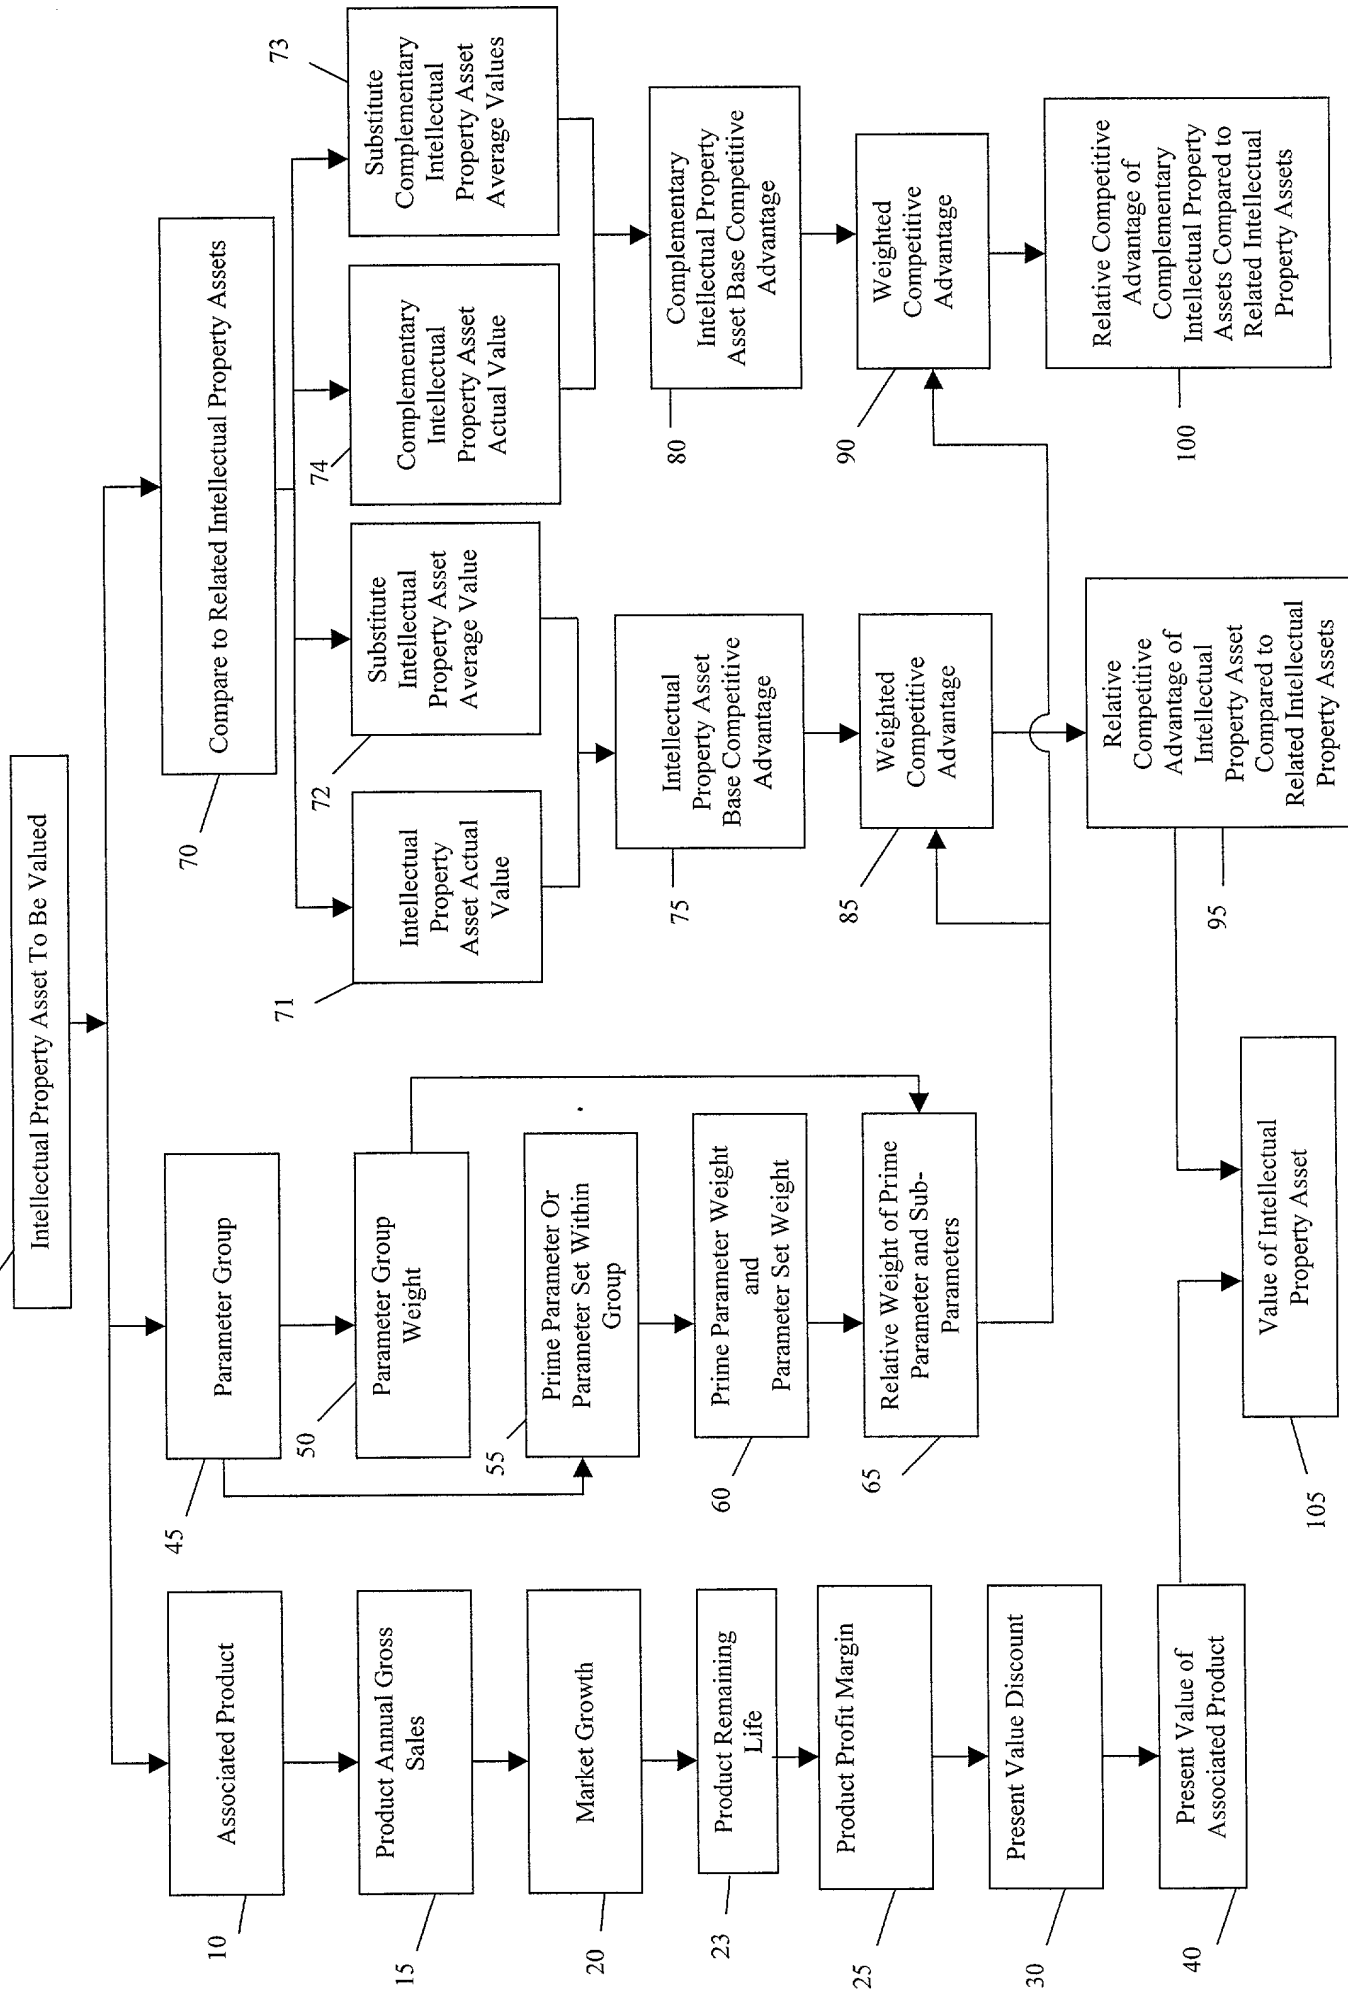 Intellectual Property Asset To Be Valued
10
Associated Product
15
Product Annual Gross
Sales
20
Market Growth
23
Product Remaining
Life
25
Product Profit Margin
30
Present Value Discount
40
Present Value of
Associated Product
45
Parameter Group
50
Parameter Group
Weight
55
Prime Parameter Or
Parameter Set Within
Group
60
Prime Parameter Weight
and
Parameter Set Weight
65
Relative Weight of Prime
Parameter and Sub-
Parameters
70
Compare to Related Intellectual Property Assets
71
Intellectual
Property
Asset Actual
Value
72
Substitute
Intellectual
Property Asset
Average Value
74
Complementary
Intellectual
Property Asset
Actual Value
73
Substitute
Complementary
Intellectual
Property Asset
Average Values
75
Intellectual
Property Asset
Base Competitive
Advantage
80
Complementary
Intellectual Property
Asset Base Competitive
Advantage
85
Weighted
Competitive
Advantage
90
Weighted
Competitive
Advantage
95
Relative
Competitive
Advantage of
Intellectual
Property Asset
Compared to
Related Intellectual
Property Assets
100
Relative Competitive
Advantage of
Complementary
Intellectual Property
Assets Compared to
Related Intellectual
Property Assets
105
Value of Intellectual
Property Asset